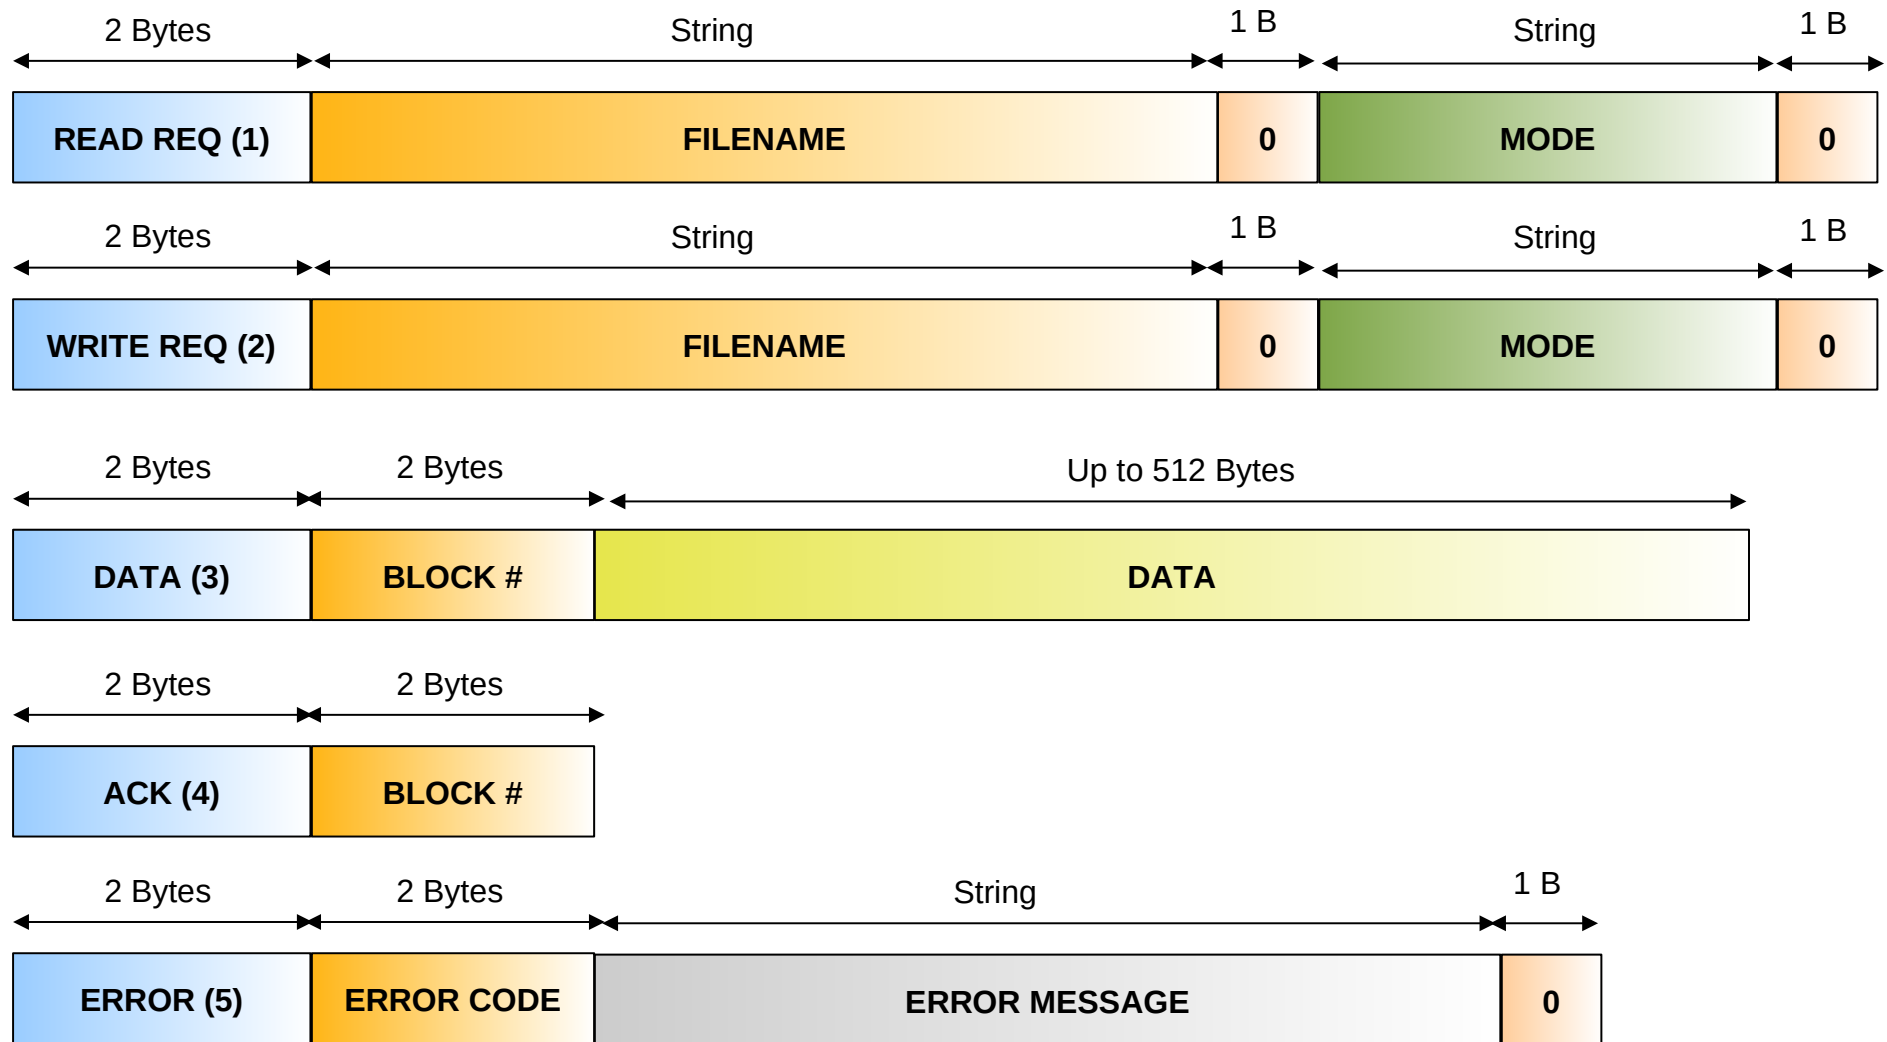 2 Bytes String 1 B String 1 B
READ REQ (1) FILENAME 0 MODE 0
2 Bytes String 1 B String 1 B
WRITE REQ (2) FILENAME 0 MODE 0
2 Bytes 2 Bytes Up to 512 Bytes
DATA (3) BLOCK # DATA
2 Bytes 2 Bytes
ACK (4) BLOCK #
2 Bytes 2 Bytes String 1 B
ERROR (5) ERROR CODE ERROR MESSAGE 0